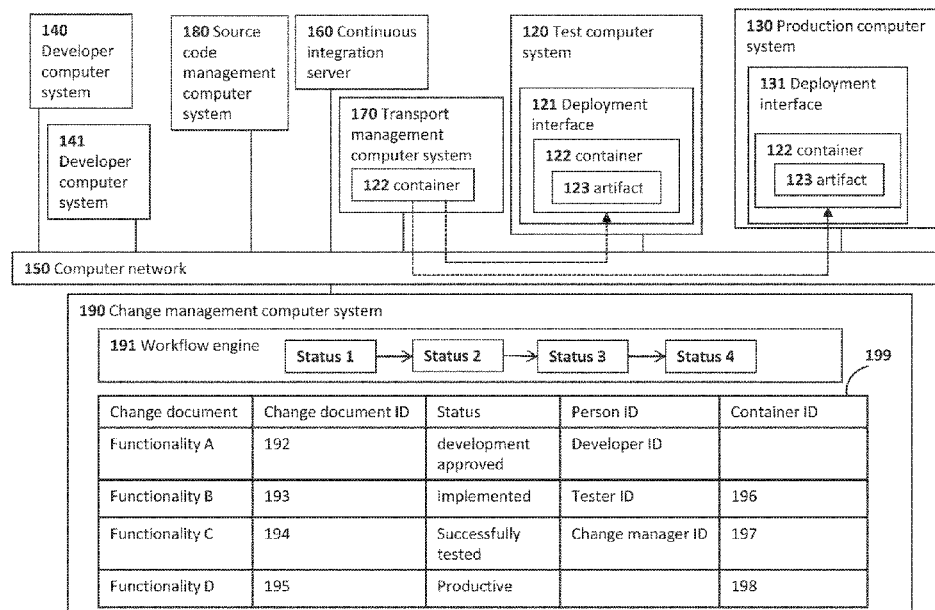 140
Developer
computer
system
141
Developer
computer
system
180 Source
code
management
computer
system
160 Continuous
integration
server
170 Transport
management
computer system
122 container
120 Test computer
system
121 Deployment
interface
122 container
123 artifact
130 Production computer
system
131 Deployment
interface
122 container
123 artifact
150 Computer network
190 Change management computer system
191 Workflow engine
Status 1
Status 2
Status 3
Status 4
199
Change document Change document ID Status Person ID Container ID
Functionality A 192 development Developer ID
approved
Functionality B 193 implemented Tester ID 196
Functionality C 194 Successfully Change manager ID 197
tested
Functionality D 195 Productive 198